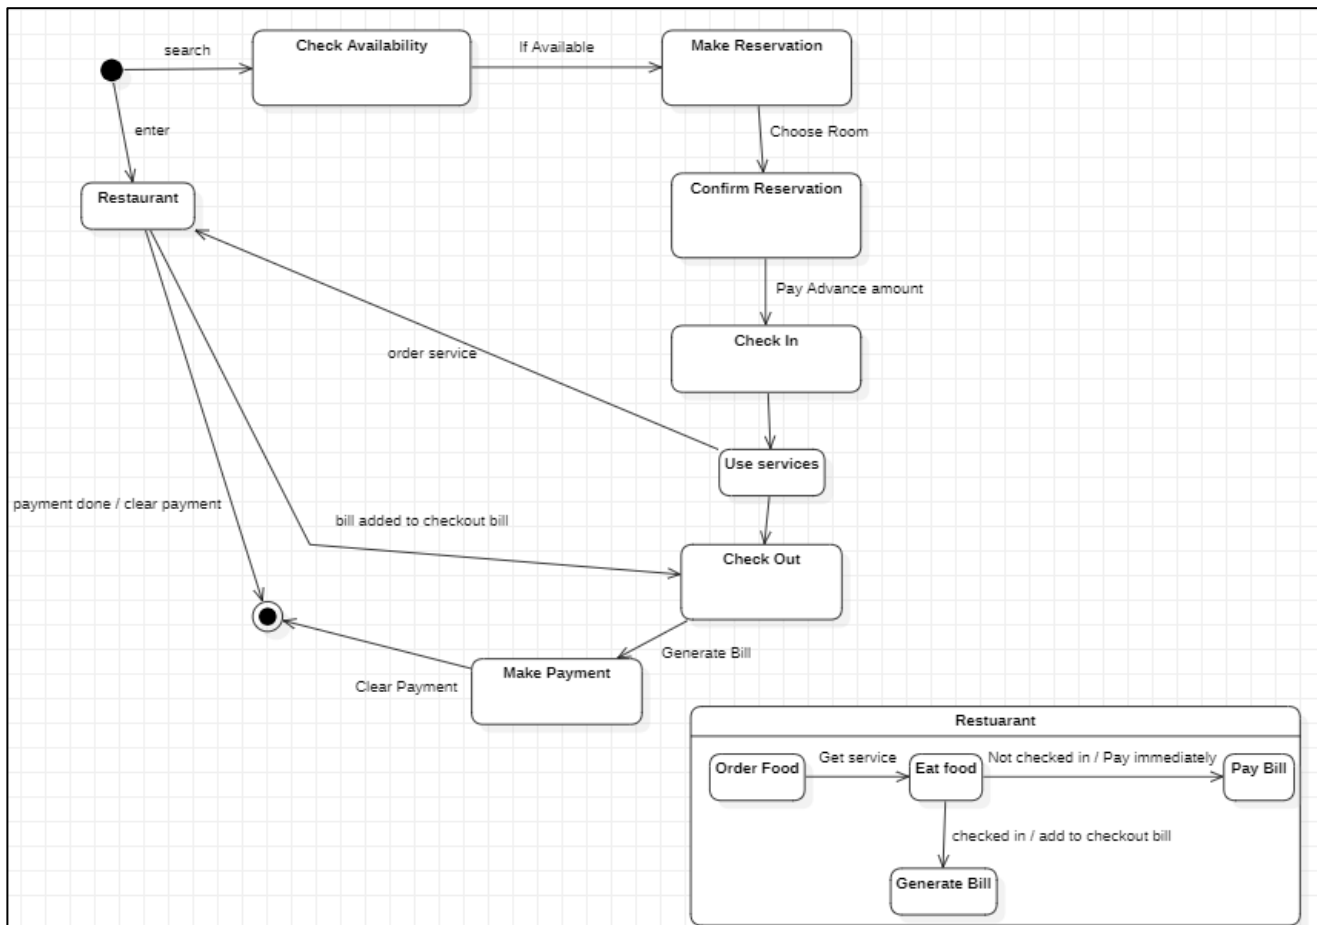 search
Check Availability
If Available
Make Reservation
enter
Choose Room
Restaurant
Confirm Reservation
Pay Advance amount
order service
Check In
Use services
payment done / clear payment
bill added to checkout bill
Check Out
Generate Bill
Make Payment
Clear Payment
Restuarant
Order Food
Get service
Eat food
Not checked in / Pay immediately
Pay Bill
checked in / add to checkout bill
Generate Bill